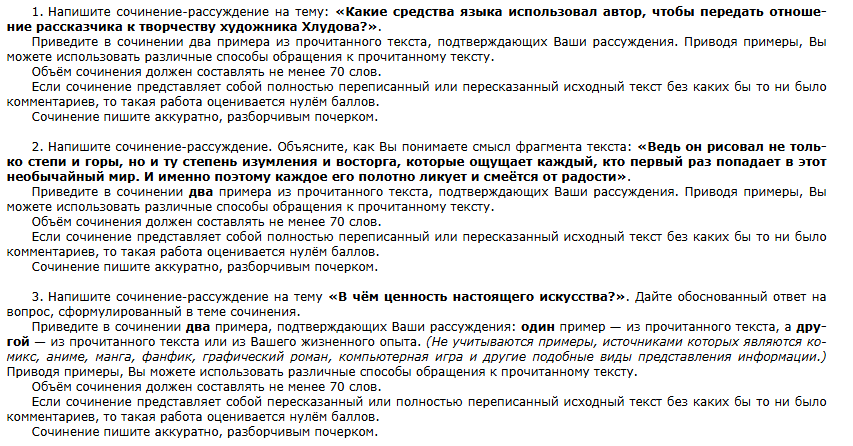 1. Напишите сочинение-рассуждение на тему: «Какие средства языка использовал автор, чтобы передать отноше-
ние рассказчика к творчеству художника Хлудова?».
Приведите в сочинении два примера из прочитанного текста, подтверждающих Ваши рассуждения. Приводя примеры, Вы
можете использовать различные способы обращения к прочитанному тексту.
Объём сочинения должен составлять не менее 70 слов.
Если сочинение представляет собой полностью переписанный или пересказанный исходный текст без каких бы то ни было
комментариев, то такая работа оценивается нулём баллов.
Сочинение пишите аккуратно, разборчивым почерком.
2. Напишите сочинение-рассуждение. Объясните, как Вы понимаете смысл фрагмента текста: «Ведь он рисовал не толь-
ко степи и горы, но и ту степень изумления и восторга, которые ощущает каждый, кто первый раз попадает в этот
необычайный мир. И именно поэтому каждое его полотно ликует и смеётся от радости».
Приведите в сочинении два примера из прочитанного текста, подтверждающих Ваши рассуждения. Приводя примеры, Вы
можете использовать различные способы обращения к прочитанному тексту.
Объём сочинения должен составлять не менее 70 слов.
Если сочинение представляет собой полностью переписанный или пересказанный исходный текст без каких бы то ни было
комментариев, то такая работа оценивается нулём баллов.
Сочинение пишите аккуратно, разборчивым почерком.
3. Напишите сочинение-рассуждение на тему «В чём ценность настоящего искусства?». Дайте обоснованный ответ на
вопрос, сформулированный в теме сочинения.
Приведите в сочинении два примера, подтверждающих Ваши рассуждения: один пример — из прочитанного текста, а дру-
гой — из прочитанного текста или из Вашего жизненного опыта. (Не учитываются примеры, источниками которых являются ко-
микс, аниме, манга, фанфик, графический роман, компьютерная игра и другие подобные виды представления информации.)
Приводя примеры, Вы можете использовать различные способы обращения к прочитанному тексту.
Объём сочинения должен составлять не менее 70 слов.
Если сочинение представляет собой пересказанный или полностью переписанный исходный текст без каких бы то ни было
комментариев, то такая работа оценивается нулём баллов.
Сочинение пишите аккуратно, разборчивым почерком.